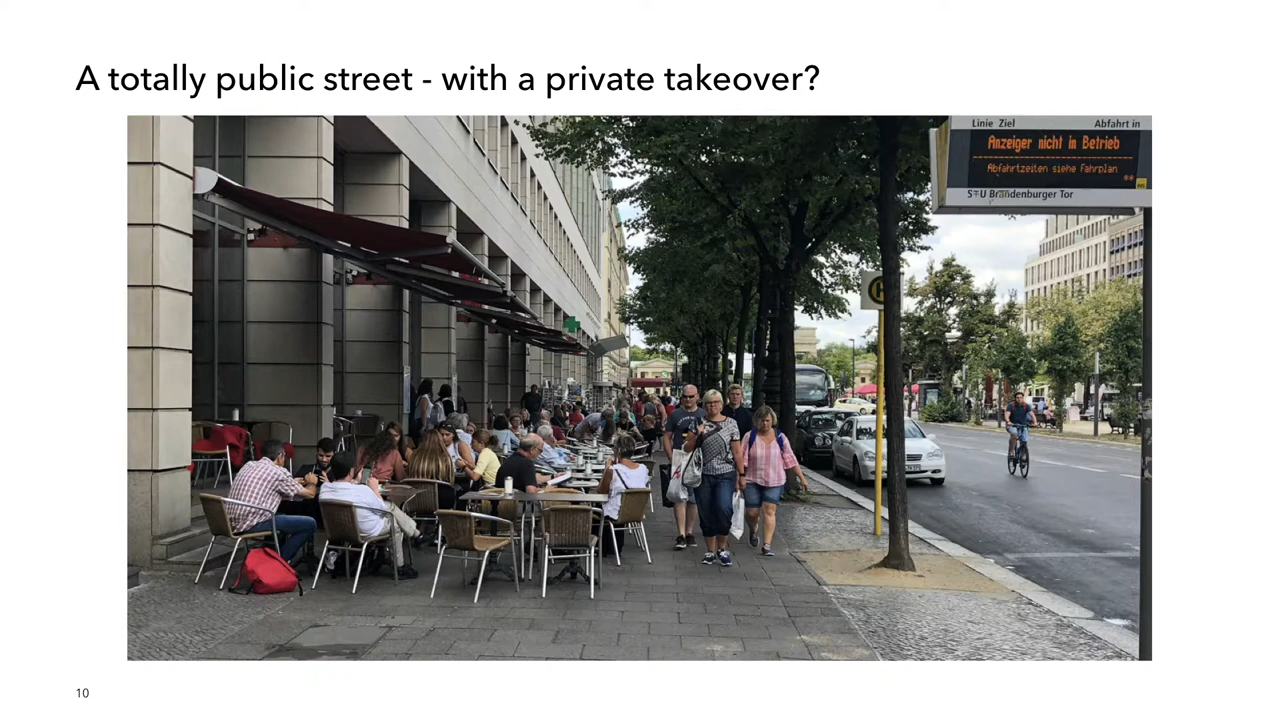 A totally public street - with a private takeover?
Linie Ziel Abfahrt in
Anzeiger nicht in Betrieb
Abfahrtzeiten siehe Fahrplan
**
S+U Brandenburger Tor
H
10